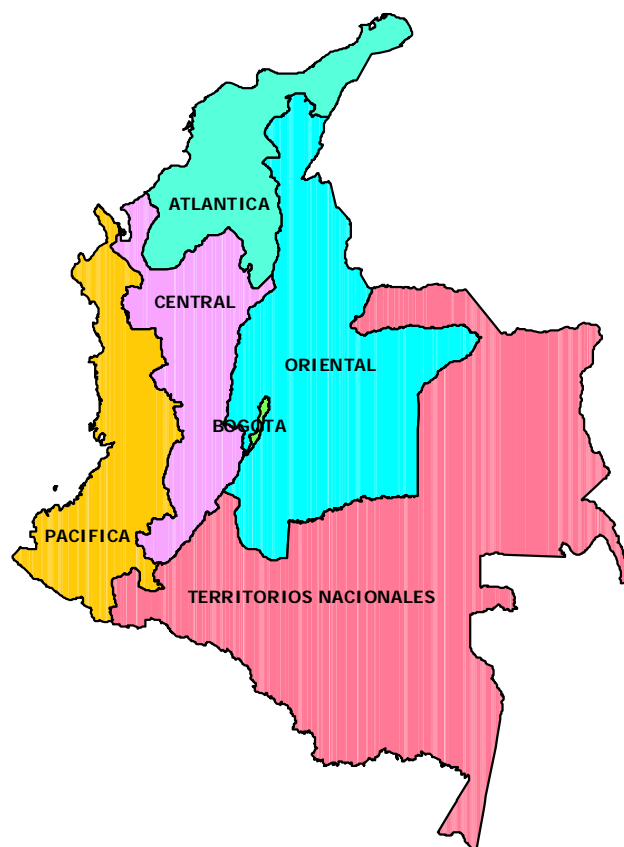 ATLANTICA
CENTRAL
ORIENTAL
BOGOTA
PACIFICA
TERRITORIOS NACIONALES